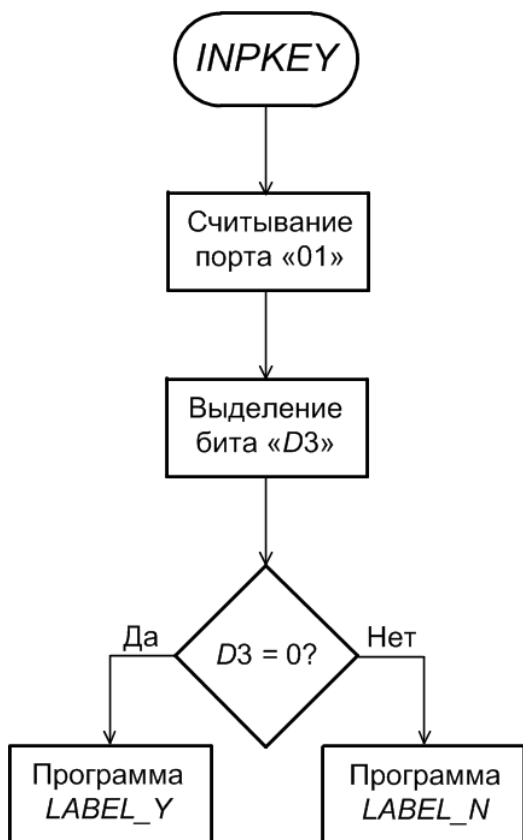 INPKEY
Считывание
порта «01»
Выделение
бита «D3»
D3 = 0?
Да
Нет
Программа
LABEL_Y
Программа
LABEL_N